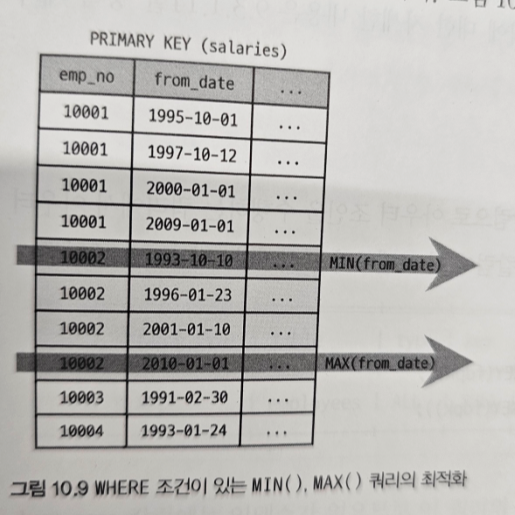 PRIMARY KEY (salaries)
emp_no from_date ...
10001 1995-10-01 ...
10001 1997-10-12 ...
10001 2000-01-01 ...
10001 2009-01-01 ...
10002 1993-10-10 ... MIN(from_date)
10002 1996-01-23 ...
10002 2001-01-10 ...
10002 2010-01-01 ... MAX(from_date)
10003 1991-02-30 ...
10004 1993-01-24 ...
그림 10.9 WHERE 조건이 있는 MIN(), MAX() 쿼리의 최적화